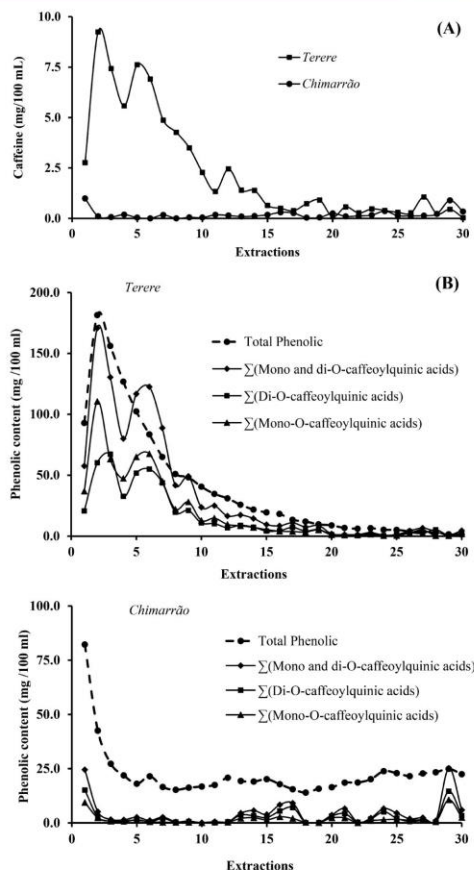 (A)
10.0
7.5
5.0
2.5
0.0
Caffeine (mg/100 mL)
Terere
Chimarrão
0 5 10 15 20 25 30
Extractions
(B)
Terere
200.0
150.0
100.0
50.0
0.0
Phenolic content (mg /100 ml)
Total Phenolic
∑(Mono and di-O-caffeoylquinic acids)
∑(Di-O-caffeoylquinic acids)
∑(Mono-O-caffeoylquinic acids)
0 5 10 15 20 25 30
Extractions
Chimarrão
100.0
75.0
50.0
25.0
0.0
Phenolic content (mg /100 ml)
Total Phenolic
∑(Mono and di-O-caffeoylquinic acids)
∑(Di-O-caffeoylquinic acids)
∑(Mono-O-caffeoylquinic acids)
0 5 10 15 20 25 30
Extractions